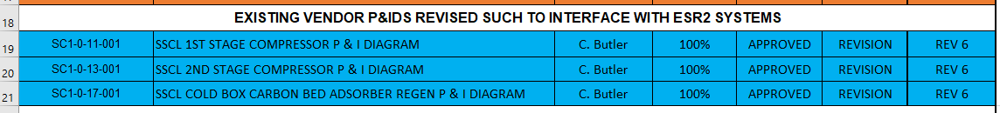 18 EXISTING VENDOR P&IDS REVISED SUCH TO INTERFACE WITH ESR2 SYSTEMS
19 SC1-0-11-001 SSCL 1ST STAGE COMPRESSOR P & I DIAGRAM C. Butler 100% APPROVED REVISION REV 6
20 SC1-0-13-001 SSCL 2ND STAGE COMPRESSOR P & I DIAGRAM C. Butler 100% APPROVED REVISION REV 6
21 SC1-0-17-001 SSCL COLD BOX CARBON BED ADSORBER REGEN P & I DIAGRAM C. Butler 100% APPROVED REVISION REV 6